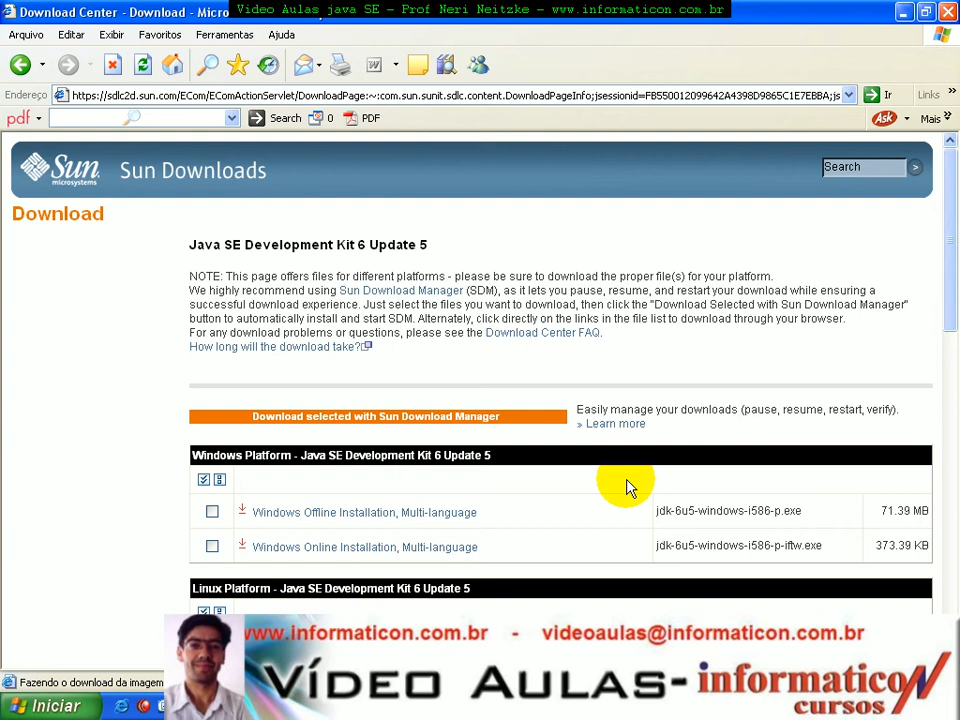 Download Center - Download - Micro
Video Aulas java SE - Prof Neri Neitzke - www.informaticon.com.br
Arquivo Editar Exibir Favoritos Ferramentas Ajuda
Endereço https://sdlc2d.sun.com/ECom/EComActionServlet/DownloadPage:~:com.sun.sunit.sdlc.content.DownloadPageInfo;jsessionid=FB550012099642A4398D9865C1E7EBBA;js Ir Links »
pdf Search 0 PDF Ask Mais »
Sun microsystems Sun Downloads Search >
Download
Java SE Development Kit 6 Update 5
NOTE: This page offers files for different platforms - please be sure to download the proper file(s) for your platform.
We highly recommend using Sun Download Manager (SDM), as it lets you pause, resume, and restart your download while ensuring a
successful download experience. Just select the files you want to download, then click the "Download Selected with Sun Download Manager"
button to automatically install and start SDM. Alternately, click directly on the links in the file list to download through your browser.
For any download problems or questions, please see the Download Center FAQ.
How long will the download take?
Download selected with Sun Download Manager
Easily manage your downloads (pause, resume, restart, verify).
» Learn more
Windows Platform - Java SE Development Kit 6 Update 5
Windows Offline Installation, Multi-language jdk-6u5-windows-i586-p.exe 71.39 MB
Windows Online Installation, Multi-language jdk-6u5-windows-i586-p-iftw.exe 373.39 KB
Linux Platform - Java SE Development Kit 6 Update 5
www.informaticon.com.br - videoaulas@informaticon.com.br
VÍDEO AULAS- informaticoN
cursos
Fazendo o download da imagem
Iniciar